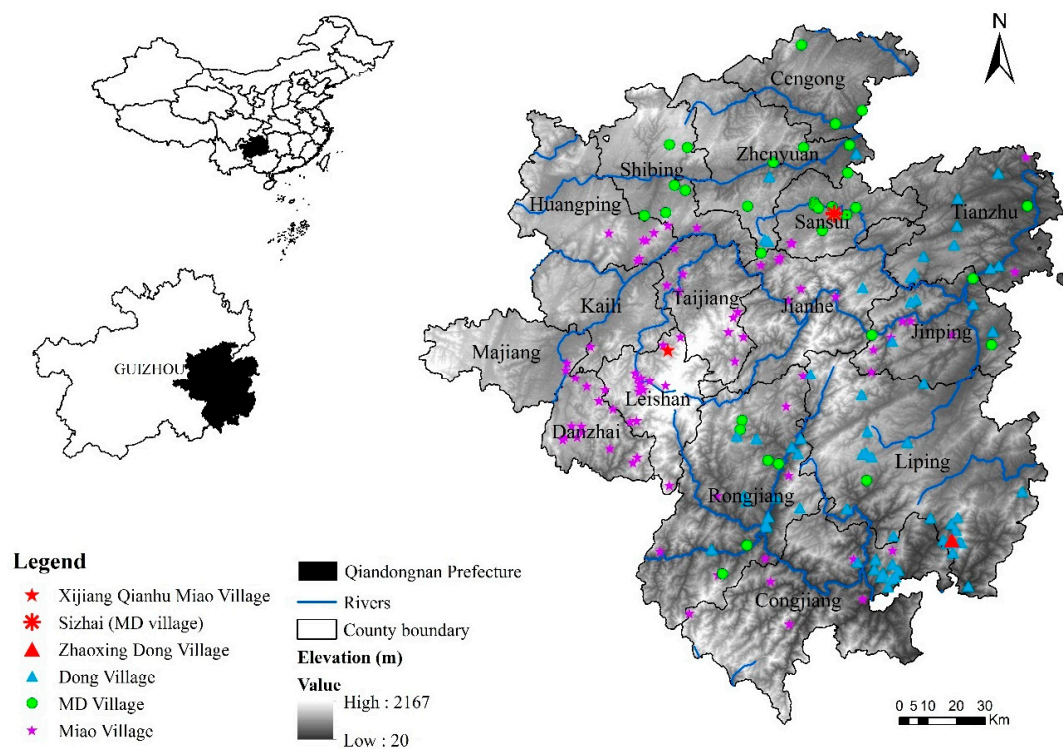 N
Cengong
Zhenyuan
Shibing
Huangping
Sansui
Tianzhu
Kaili
Taijiang
Jianhe
Jinping
Majiang
GUIZHOU
Leishan
Danzhai
Liping
Rongjiang
Congjiang
Legend
Xijiang Qianhu Miao Village
Sizhai (MD village)
Zhaoxing Dong Village
Dong Village
MD Village
Miao Village
Qiandongnan Prefecture
Rivers
County boundary
Elevation (m)
Value
High : 2167
Low : 20
0 5 10 20 30
Km